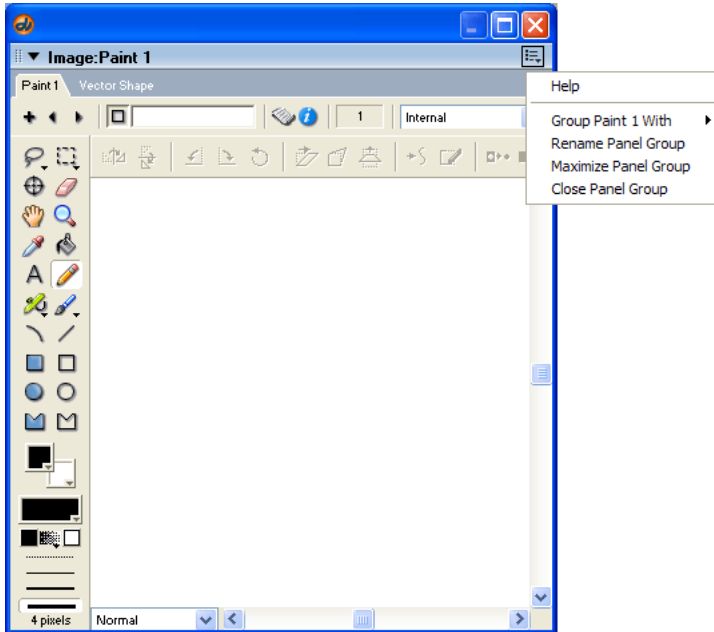 Image:Paint 1
Paint 1 Vector Shape
Help
1 Internal
Group Paint 1 With
Rename Panel Group
Maximize Panel Group
Close Panel Group
A
4 pixels Normal